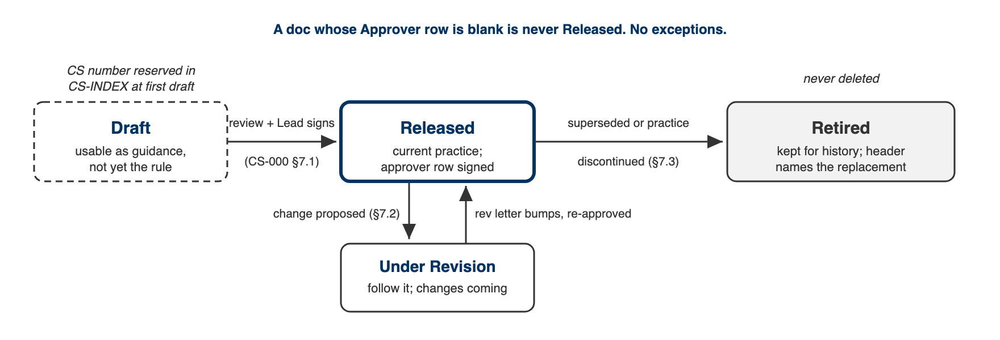 A doc whose Approver row is blank is never Released. No exceptions.
CS number reserved in
CS-INDEX at first draft
Draft
usable as guidance,
not yet the rule
review + Lead signs
(CS-000 §7.1)
Released
current practice;
approver row signed
superseded or practice
discontinued (§7.3)
never deleted
Retired
kept for history; header
names the replacement
change proposed (§7.2)
rev letter bumps, re-approved
Under Revision
follow it; changes coming